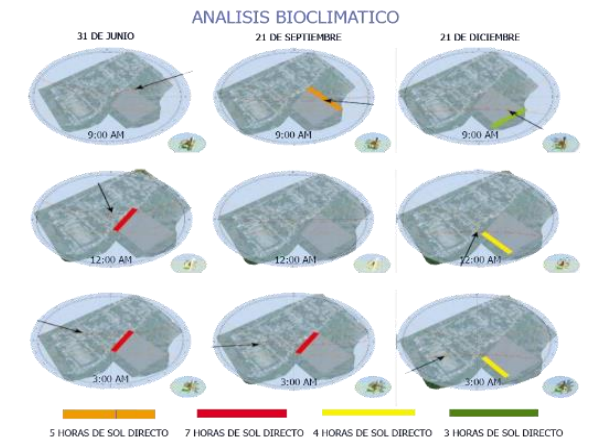 ANALISIS BIOCLIMATICO
31 DE JUNIO 21 DE SEPTIEMBRE 21 DE DICIEMBRE
9:00 AM 9:00 AM 9:00 AM
12:00 AM 12:00 AM 12:00 AM
3:00 AM 3:00 AM 3:00 AM
5 HORAS DE SOL DIRECTO 7 HORAS DE SOL DIRECTO 4 HORAS DE SOL DIRECTO 3 HORAS DE SOL DIRECTO